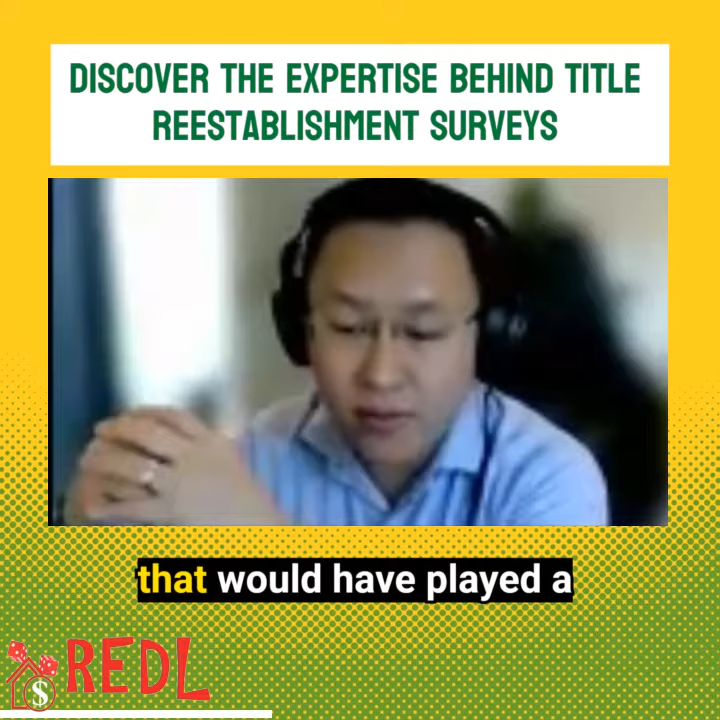 DISCOVER THE EXPERTISE BEHIND TITLE
REESTABLISHMENT SURVEYS
that would have played a
$
REDL